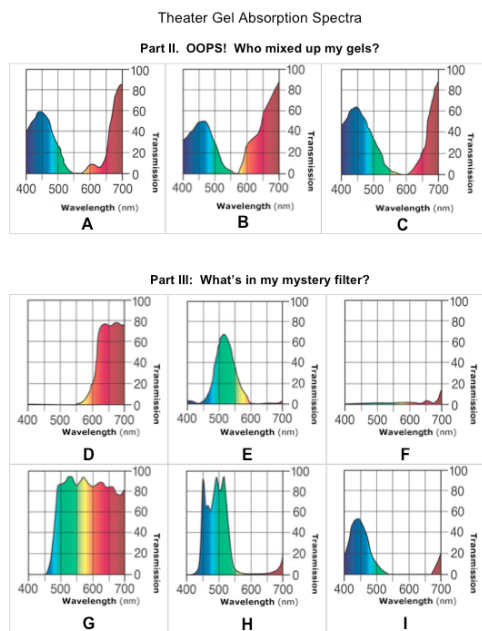 Theater Gel Absorption Spectra
Part II. OOPS! Who mixed up my gels?
100 100 100
80 80 80
60 60 60
40 40 40
20 20 20
0 0 0
Transmission Transmission Transmission
400 500 600 700 400 500 600 700 400 500 600 700
Wavelength (nm) Wavelength (nm) Wavelength (nm)
A B C
Part III: What's in my mystery filter?
100 100 100
80 80 80
60 60 60
40 40 40
20 20 20
0 0 0
Transmission Transmission Transmission
400 500 600 700 400 500 600 700 400 500 600 700
Wavelength (nm) Wavelength (nm) Wavelength (nm)
D E F
100 100 100
80 80 80
60 60 60
40 40 40
20 20 20
0 0 0
Transmission Transmission Transmission
400 500 600 700 400 500 600 700 400 500 600 700
Wavelength (nm) Wavelength (nm) Wavelength (nm)
G H I